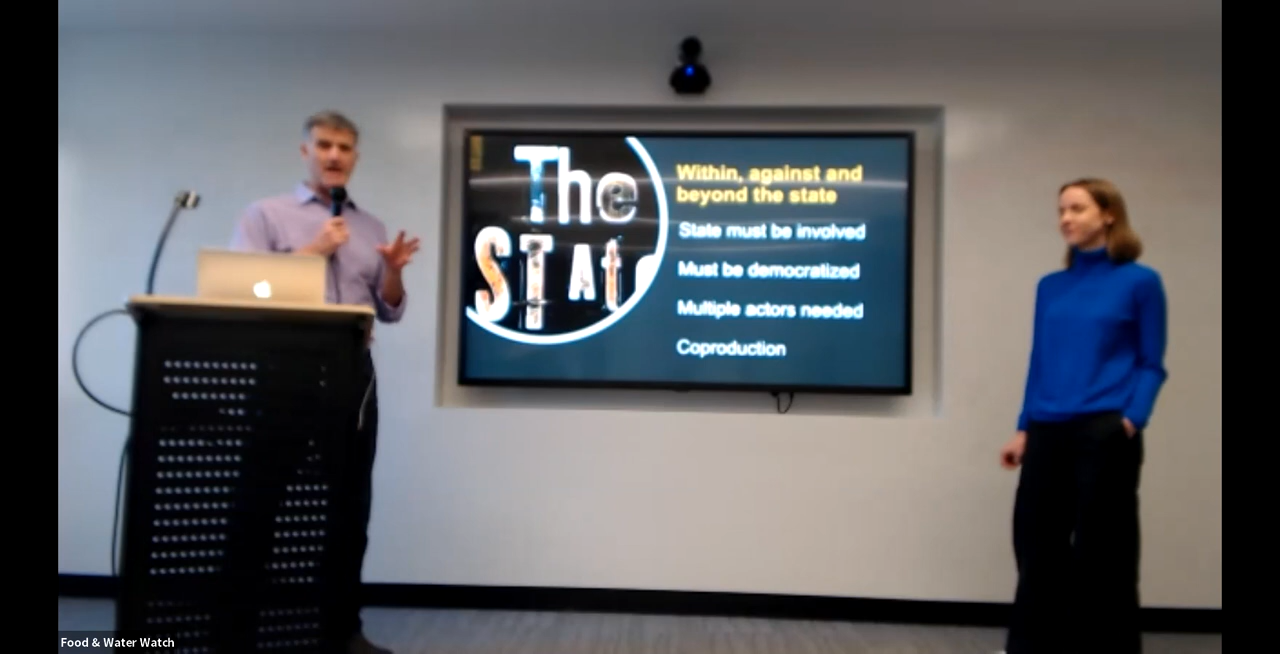 The
STAte
Within, against and
beyond the state
State must be involved
Must be democratized
Multiple actors needed
Coproduction
Food & Water Watch